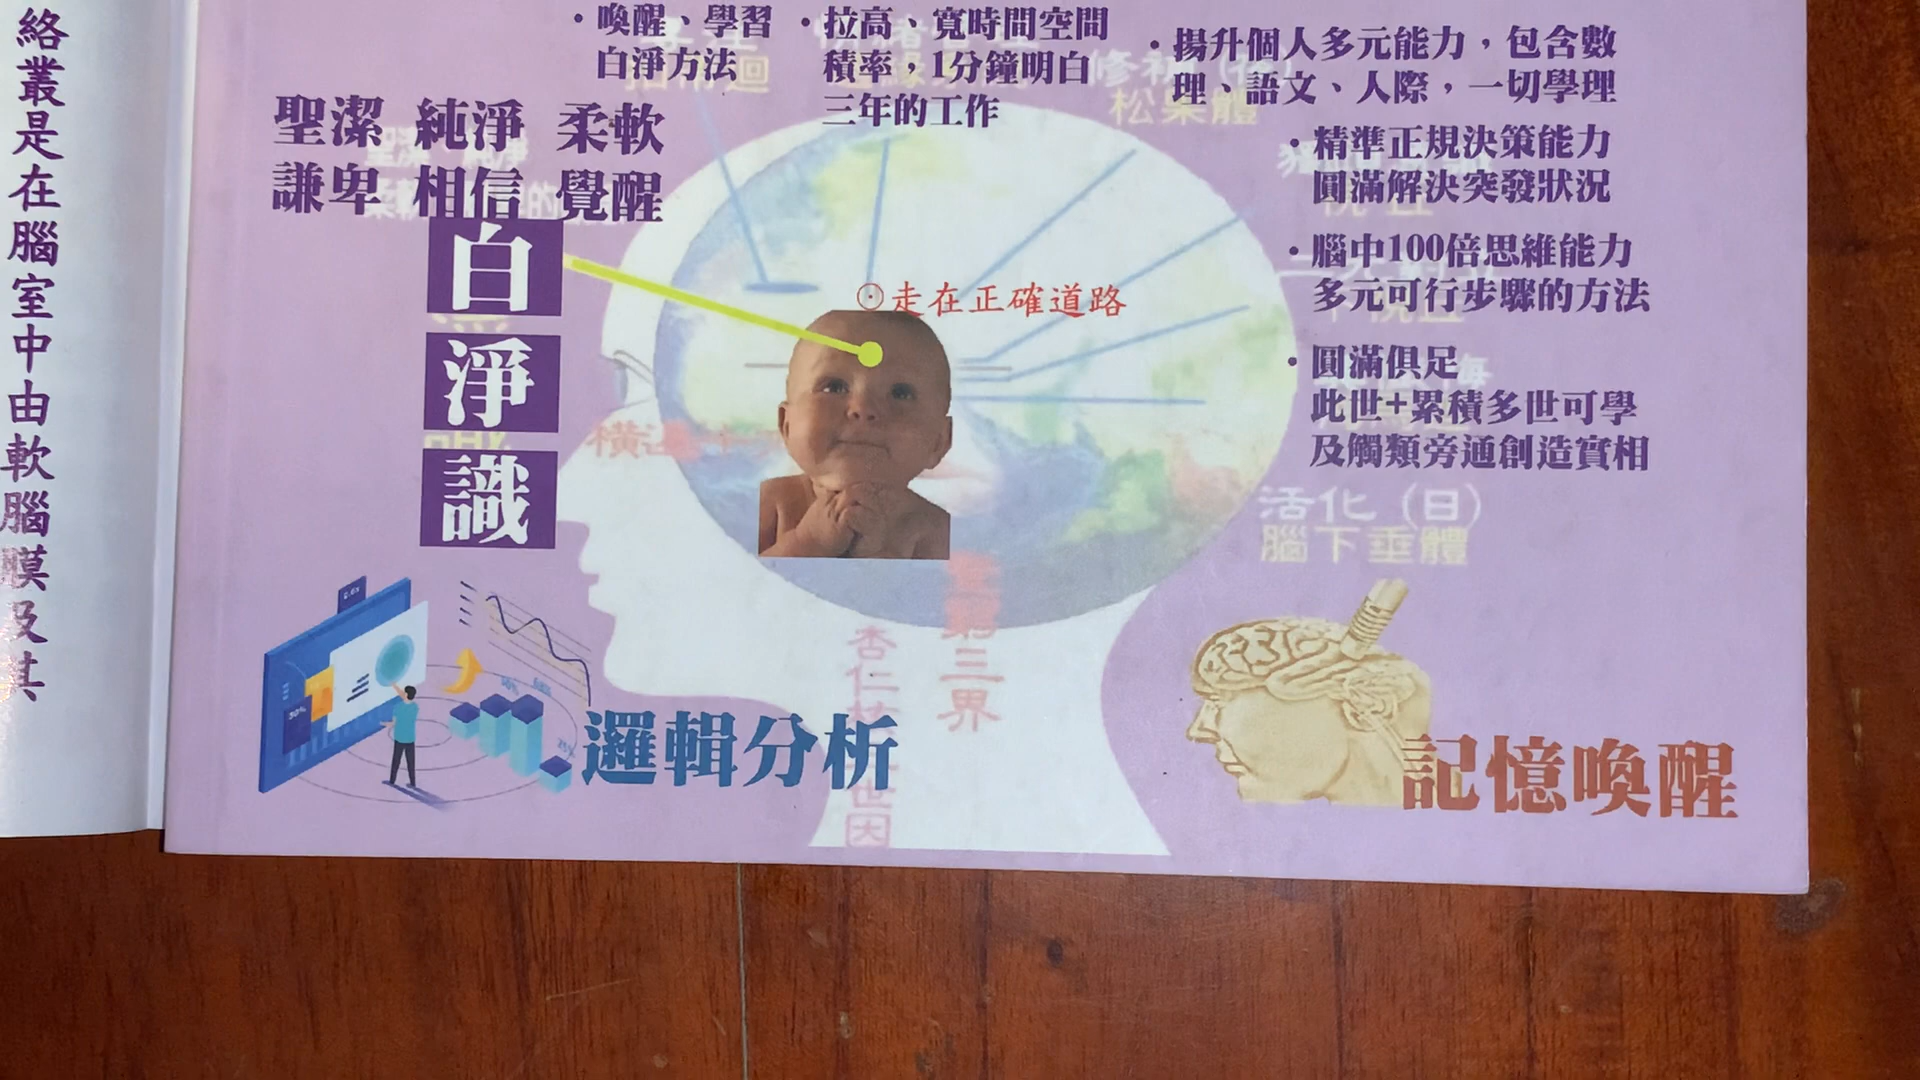 絡叢是在腦室中由軟腦膜及其
・喚醒、學習
白淨方法
・拉高、寬時間空間
積率，1分鐘明白
三年的工作
・揚升個人多元能力，包含數
理、語文、人際，一切學理
・精準正規決策能力
圓滿解決突發狀況
・腦中100倍思維能力
多元可行步驟的方法
・圓滿俱足
此世+累積多世可學
及觸類旁通創造實相
聖潔 純淨 柔軟
謙卑 相信 覺醒
白淨識
走在正確道路
松果體
活化（日）
腦下垂體
三界
杏仁
世因
30%
邏輯分析
記憶喚醒